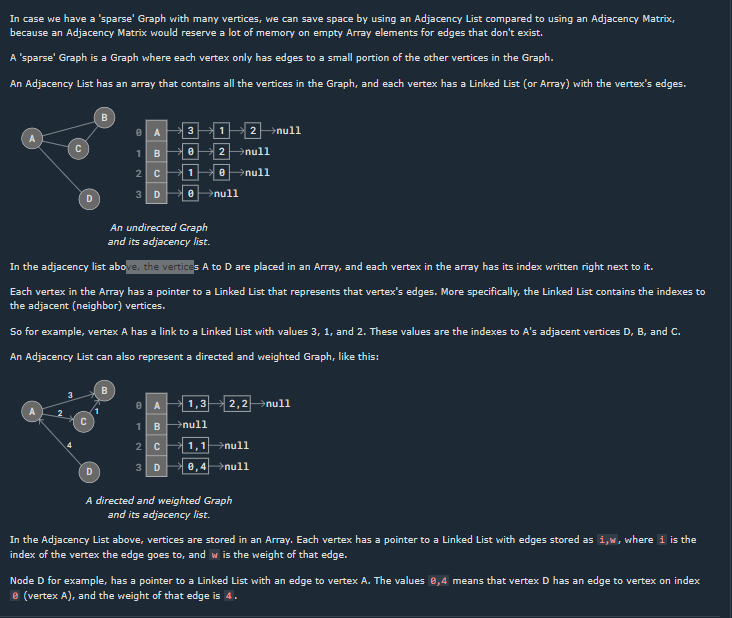 In case we have a 'sparse' Graph with many vertices, we can save space by using an Adjacency List compared to using an Adjacency Matrix,
because an Adjacency Matrix would reserve a lot of memory on empty Array elements for edges that don't exist.
A 'sparse' Graph is a Graph where each vertex only has edges to a small portion of the other vertices in the Graph.
An Adjacency List has an array that contains all the vertices in the Graph, and each vertex has a Linked List (or Array) with the vertex's edges.
A
B
C
D
0 A 3 1 2 null
1 B 0 2 null
2 C 1 0 null
3 D 0 null
An undirected Graph
and its adjacency list.
In the adjacency list above, the vertices A to D are placed in an Array, and each vertex in the array has its index written right next to it.
Each vertex in the Array has a pointer to a Linked List that represents that vertex's edges. More specifically, the Linked List contains the indexes to
the adjacent (neighbor) vertices.
So for example, vertex A has a link to a Linked List with values 3, 1, and 2. These values are the indexes to A's adjacent vertices D, B, and C.
An Adjacency List can also represent a directed and weighted Graph, like this:
A
B
C
D
3
2
1
4
0 A 1,3 2,2 null
1 B null
2 C 1,1 null
3 D 0,4 null
A directed and weighted Graph
and its adjacency list.
In the Adjacency List above, vertices are stored in an Array. Each vertex has a pointer to a Linked List with edges stored as i,w, where i is the
index of the vertex the edge goes to, and w is the weight of that edge.
Node D for example, has a pointer to a Linked List with an edge to vertex A. The values 0,4 means that vertex D has an edge to vertex on index
0 (vertex A), and the weight of that edge is 4.